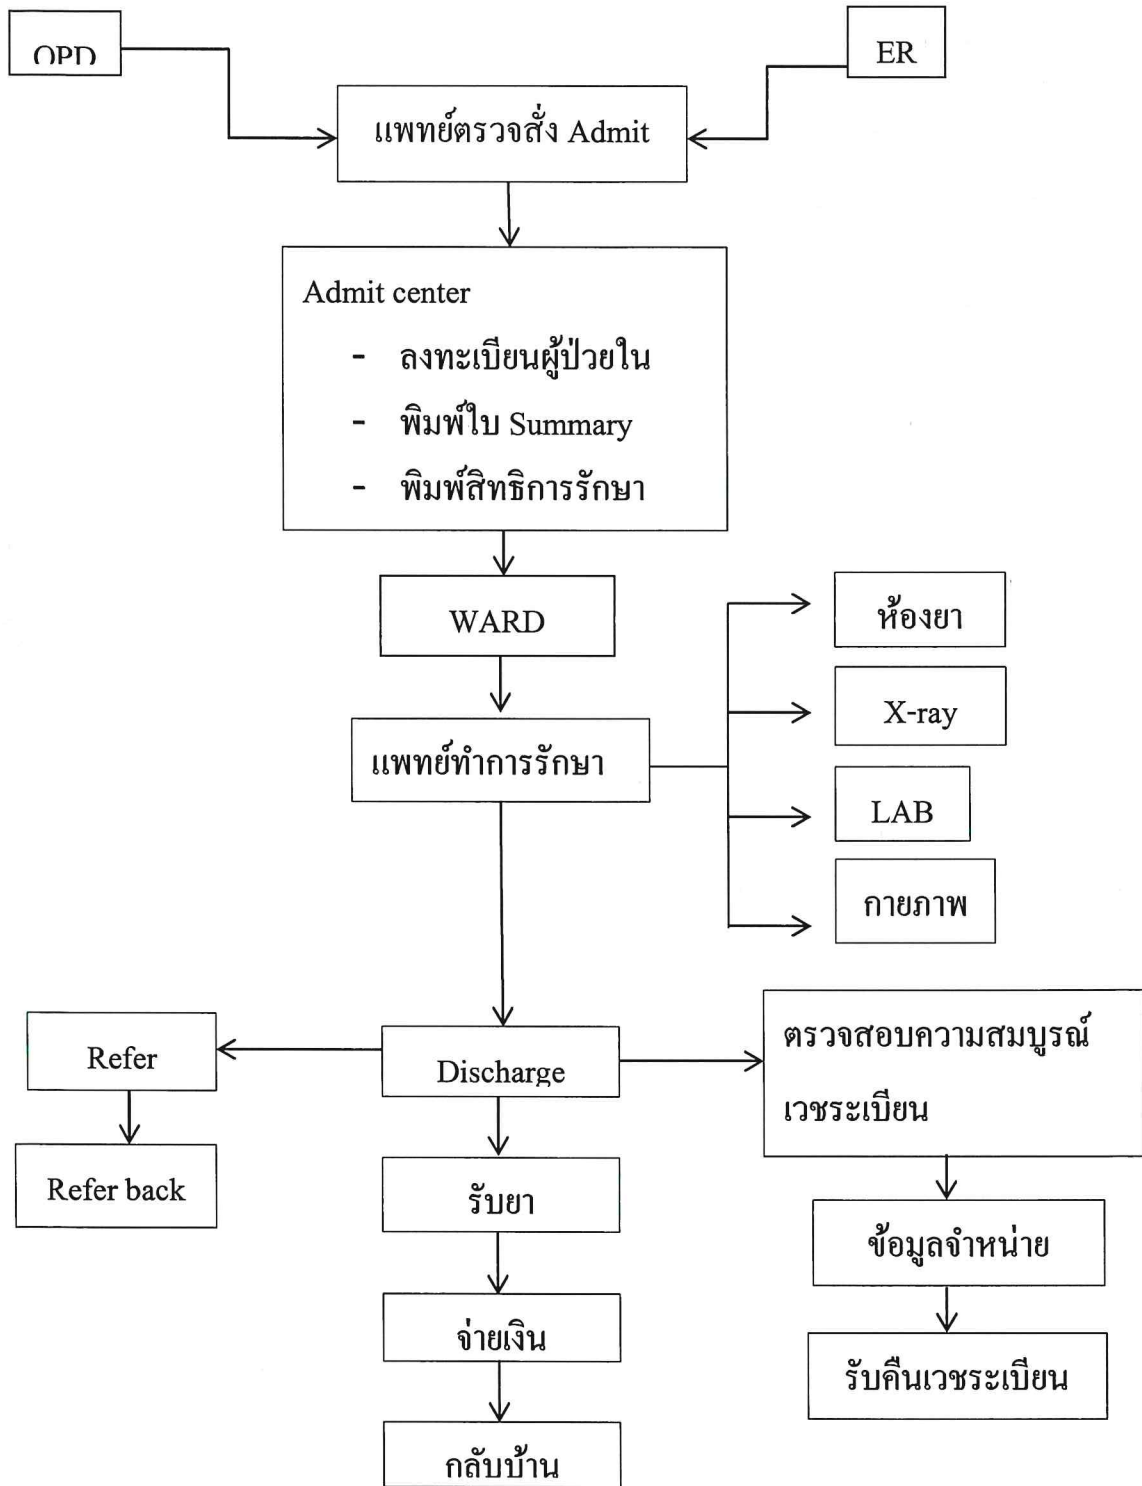 OPD
ER
แพทย์ตรวจสั่ง Admit
Admit center
- ลงทะเบียนผู้ป่วยใน
- พิมพ์ใบ Summary
- พิมพ์สิทธิการรักษา
WARD
ห้องยา
X-ray
แพทย์ทำการรักษา
LAB
กายภาพ
Refer
Discharge
ตรวจสอบความสมบูรณ์
เวชระเบียน
Refer back
รับยา
ข้อมูลจำหน่าย
จ่ายเงิน
รับคืนเวชระเบียน
กลับบ้าน